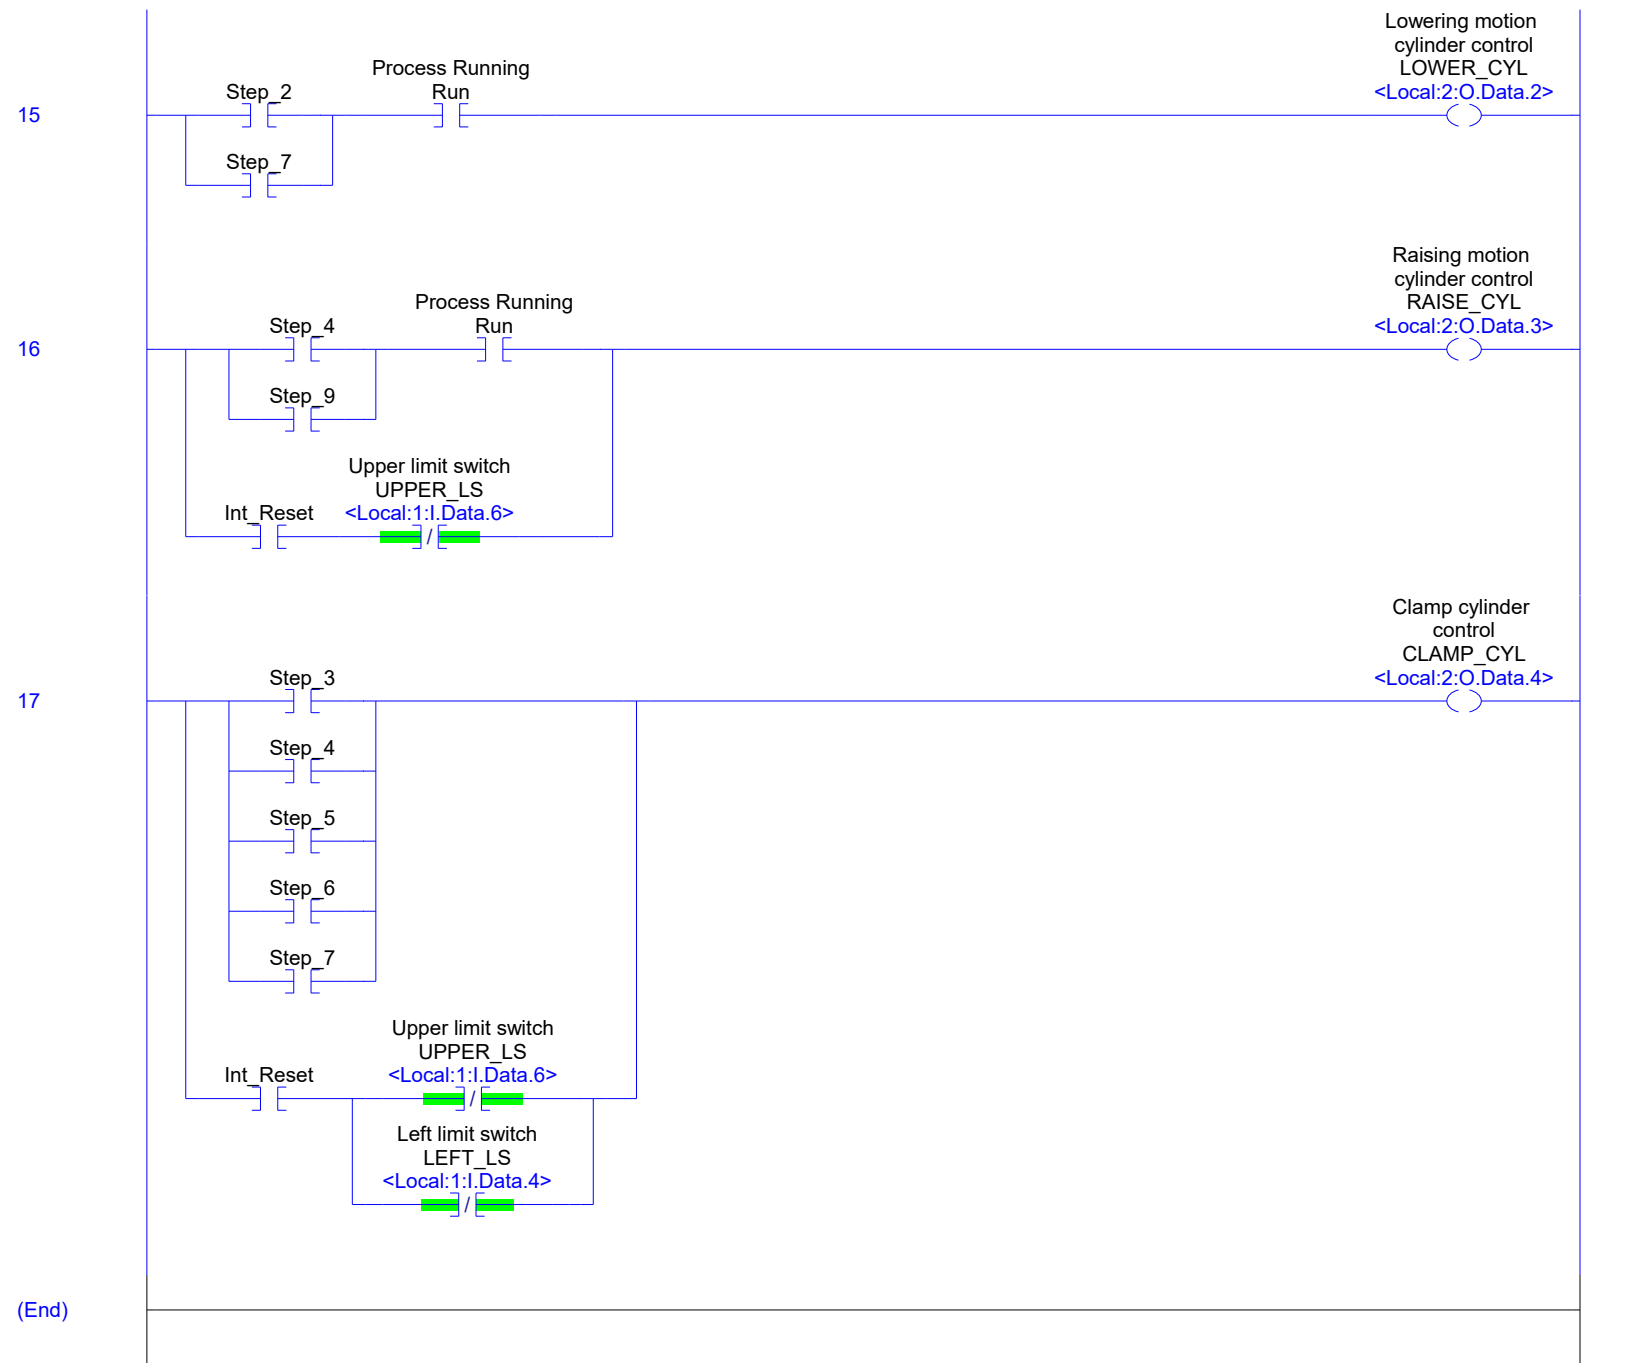 Lowering motion
cylinder control
LOWER_CYL
<Local:2:O.Data.2>
Process Running
Run
Step_2
15
Step_7
Raising motion
cylinder control
RAISE_CYL
<Local:2:O.Data.3>
Process Running
Run
Step_4
16
Step_9
Upper limit switch
UPPER_LS
<Local:1:I.Data.6>
Int_Reset
/
Clamp cylinder
control
CLAMP_CYL
<Local:2:O.Data.4>
Step_3
17
Step_4
Step_5
Step_6
Step_7
Upper limit switch
UPPER_LS
<Local:1:I.Data.6>
Int_Reset
/
Left limit switch
LEFT_LS
<Local:1:I.Data.4>
/
(End)